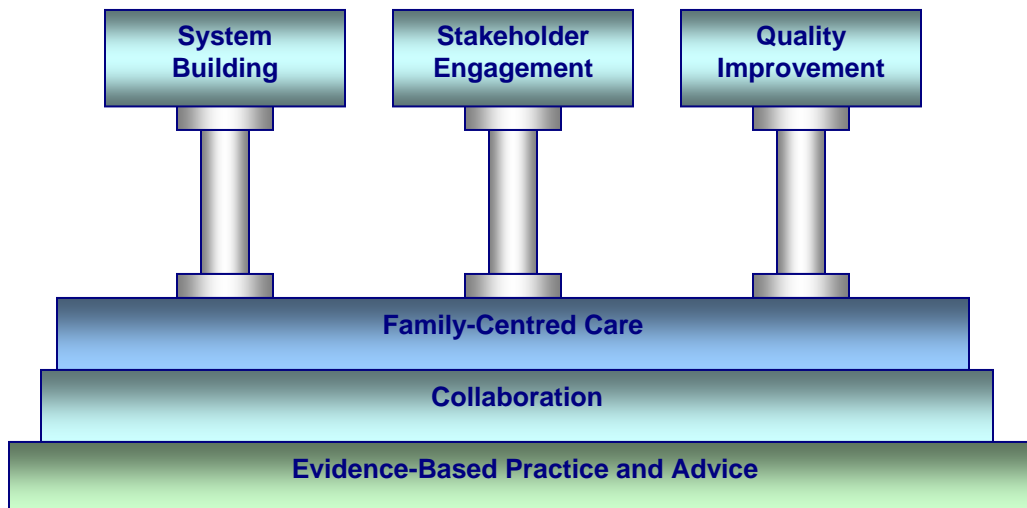 System
Building
Stakeholder
Engagement
Quality
Improvement
Family-Centred Care
Collaboration
Evidence-Based Practice and Advice